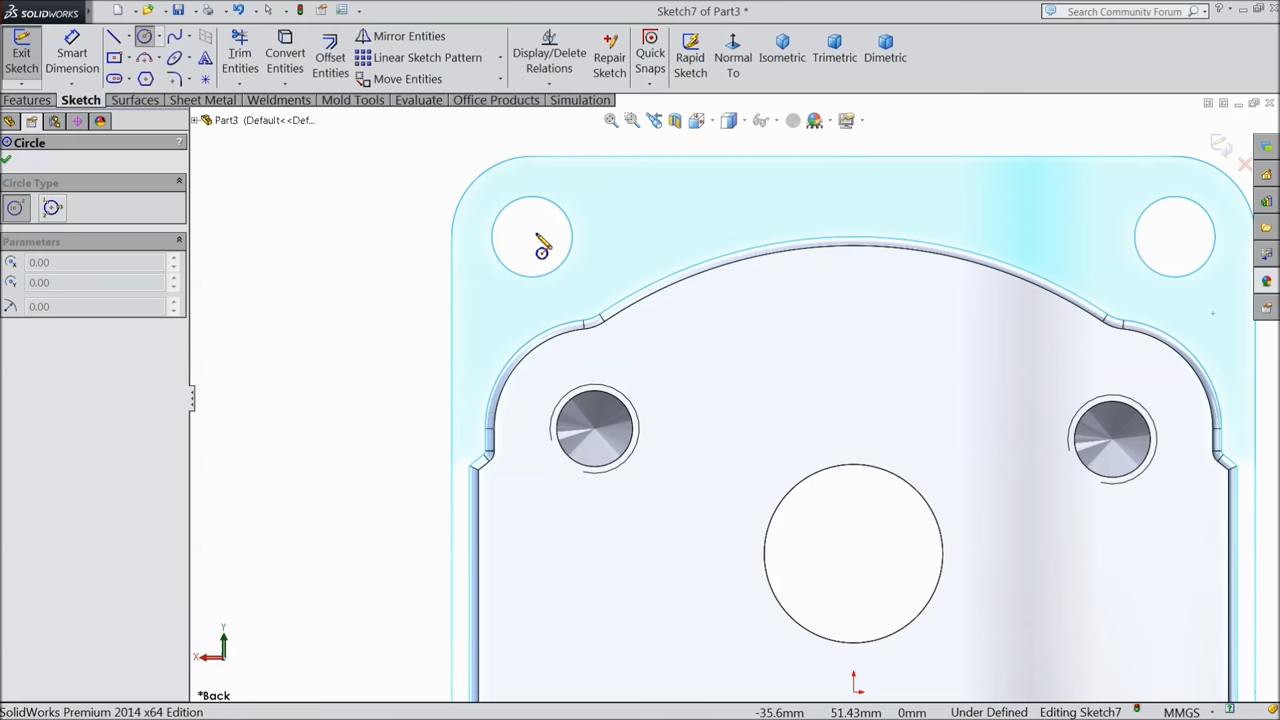 SOLIDWORKS
Sketch7 of Part3 *
Search Community Forum
Exit Sketch
Smart Dimension
Trim Entities
Convert Entities
Offset Entities
Mirror Entities
Linear Sketch Pattern
Move Entities
Display/Delete Relations
Repair Sketch
Quick Snaps
Rapid Sketch
Normal To
Isometric
Trimetric
Dimetric
Features
Sketch
Surfaces
Sheet Metal
Weldments
Mold Tools
Evaluate
Office Products
Simulation
Part3 (Default<<Def...
Circle
?
Circle Type
Parameters
0.00
0.00
0.00
Y
X
*Back
SolidWorks Premium 2014 x64 Edition
-35.6mm
51.43mm
0mm
Under Defined
Editing Sketch7
MMGS